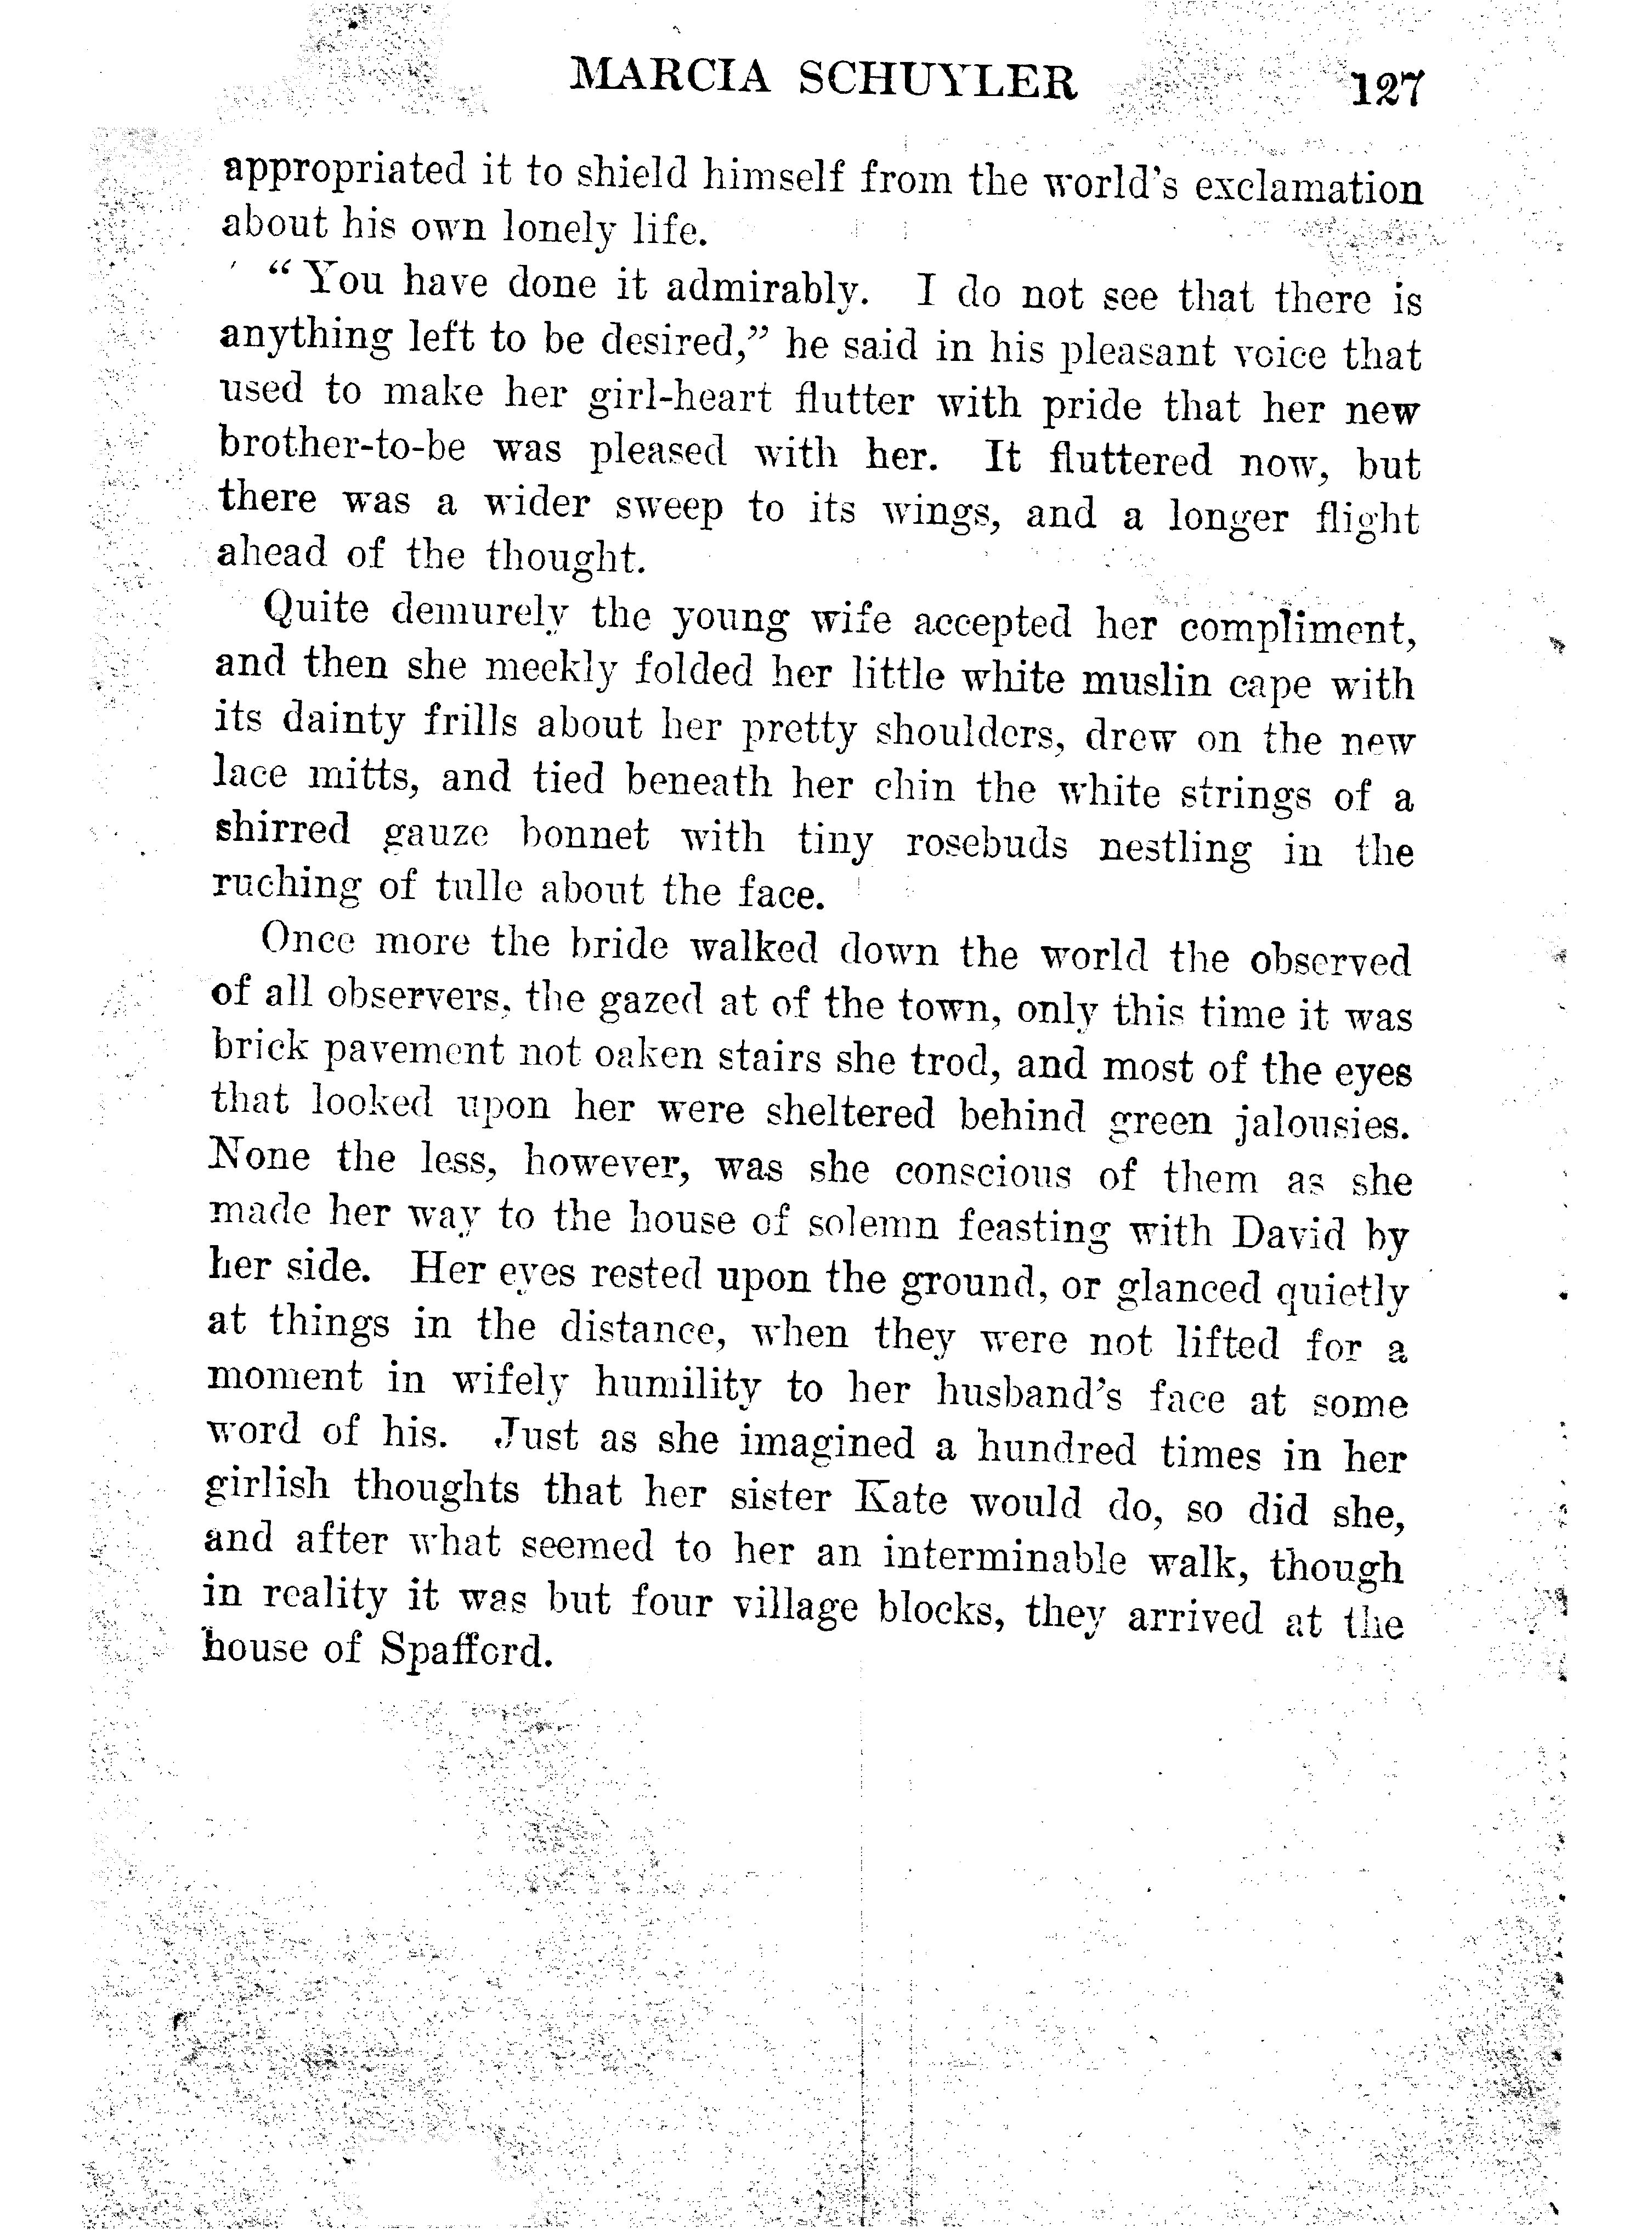 MARCIA SCHUYLER 127
appropriated it to shield himself from the world's exclamation
about his own lonely life.
"You have done it admirably. I do not see that there is
anything left to be desired," he said in his pleasant voice that
used to make her girl-heart flutter with pride that her new
brother-to-be was pleased with her. It fluttered now, but
there was a wider sweep to its wings, and a longer flight
ahead of the thought.
Quite demurely the young wife accepted her compliment,
and then she meekly folded her little white muslin cape with
its dainty frills about her pretty shoulders, drew on the new
lace mitts, and tied beneath her chin the white strings of a
shirred gauze bonnet with tiny rosebuds nestling in the
ruching of tulle about the face.
Once more the bride walked down the world the observed
of all observers, the gazed at of the town, only this time it was
brick pavement not oaken stairs she trod, and most of the eyes
that looked upon her were sheltered behind green jalousies.
None the less, however, was she conscious of them as she
made her way to the house of solemn feasting with David by
her side. Her eyes rested upon the ground, or glanced quietly
at things in the distance, when they were not lifted for a
moment in wifely humility to her husband's face at some
word of his. Just as she imagined a hundred times in her
girlish thoughts that her sister Kate would do, so did she,
and after what seemed to her an interminable walk, though
in reality it was but four village blocks, they arrived at the
house of Spafford.